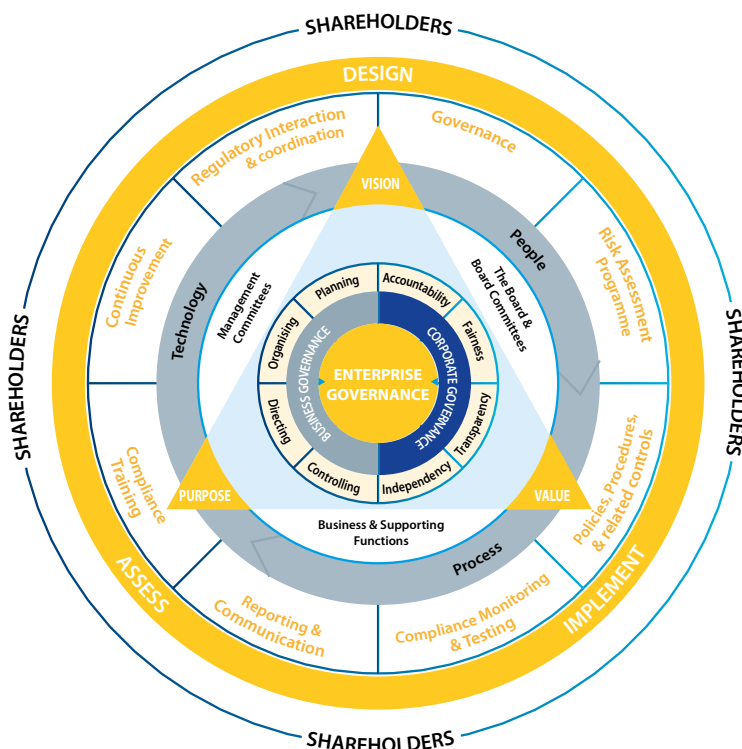 SHAREHOLDERS
DESIGN
Regulatory Interaction
& coordination
Governance
VISION
Continuous
Improvement
Technology
Management
Committees
People
The Board &
Board Committees
Risk Assessment
Programme
Planning
Accountability
Organising
Fairness
SHAREHOLDERS
BUSINESS GOVERNANCE
ENTERPRISE
GOVERNANCE
CORPORATE GOVERNANCE
SHAREHOLDERS
Directing
Transparency
Controlling
Independency
Compliance
Training
PURPOSE
VALUE
Policies, Procedures,
& related controls
Business & Supporting
Functions
Process
ASSESS
IMPLEMENT
Reporting &
Communication
Compliance Monitoring
& Testing
SHAREHOLDERS